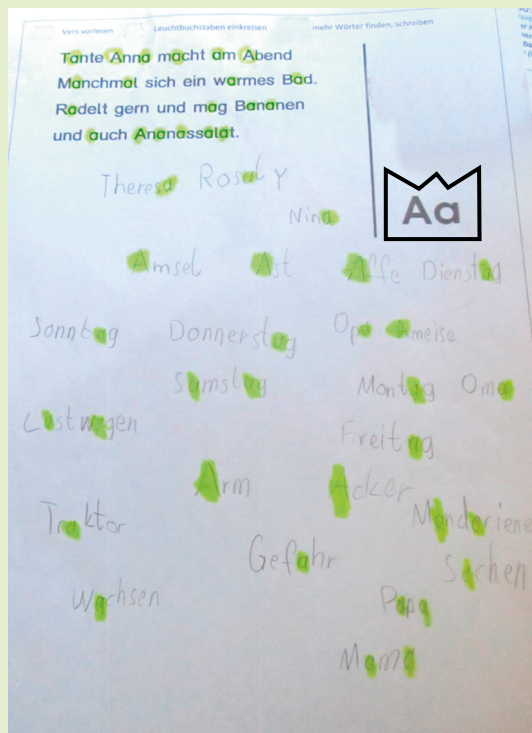 Vers vorlesen Leuchtbuchstaben einkreisen mehr Wörter finden, schreiben
Tante Anna macht am Abend
Manchmal sich ein warmes Bad.
Radelt gern und mag Bananen
und auch Ananassalat.
Aa
Theresa Rosaly
Nina
Amsel Ast Affe Dienstag
Sonntag Donnerstag Opa Ameise
Samstag Montag Oma
Lastwagen Freitag
Arm Acker
Traktor Mandariene
Gefahr Sachen
Wachsen Papa
Mama